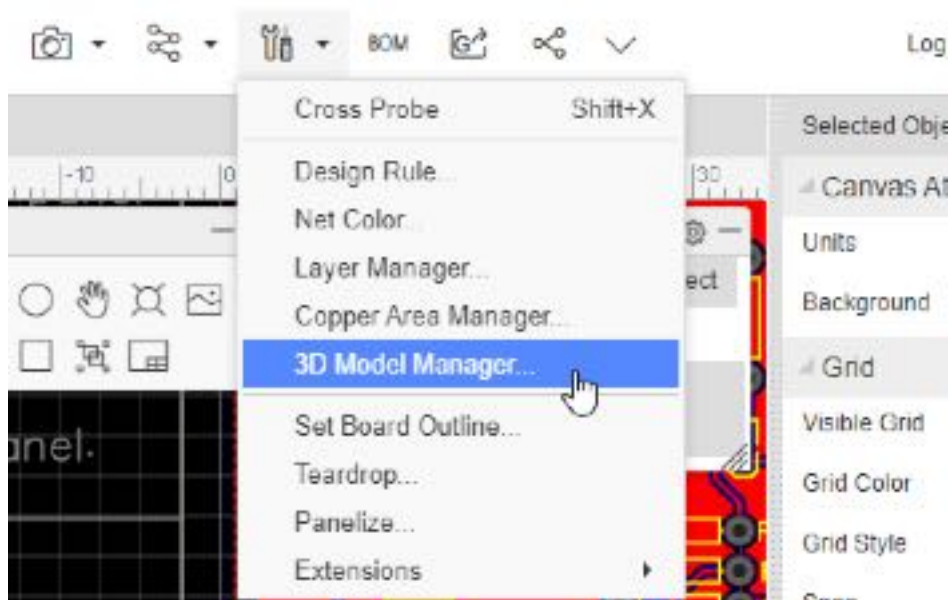 BOM
Log
Cross Probe Shift+X
Selected Obje
-10
0
30
Design Rule...
Canvas At
Net Color...
Units
Layer Manager...
ect
Background
Copper Area Manager...
3D Model Manager...
Grid
Set Board Outline...
Visible Grid
anel:
Teardrop...
Grid Color
Panelize...
Grid Style
Extensions